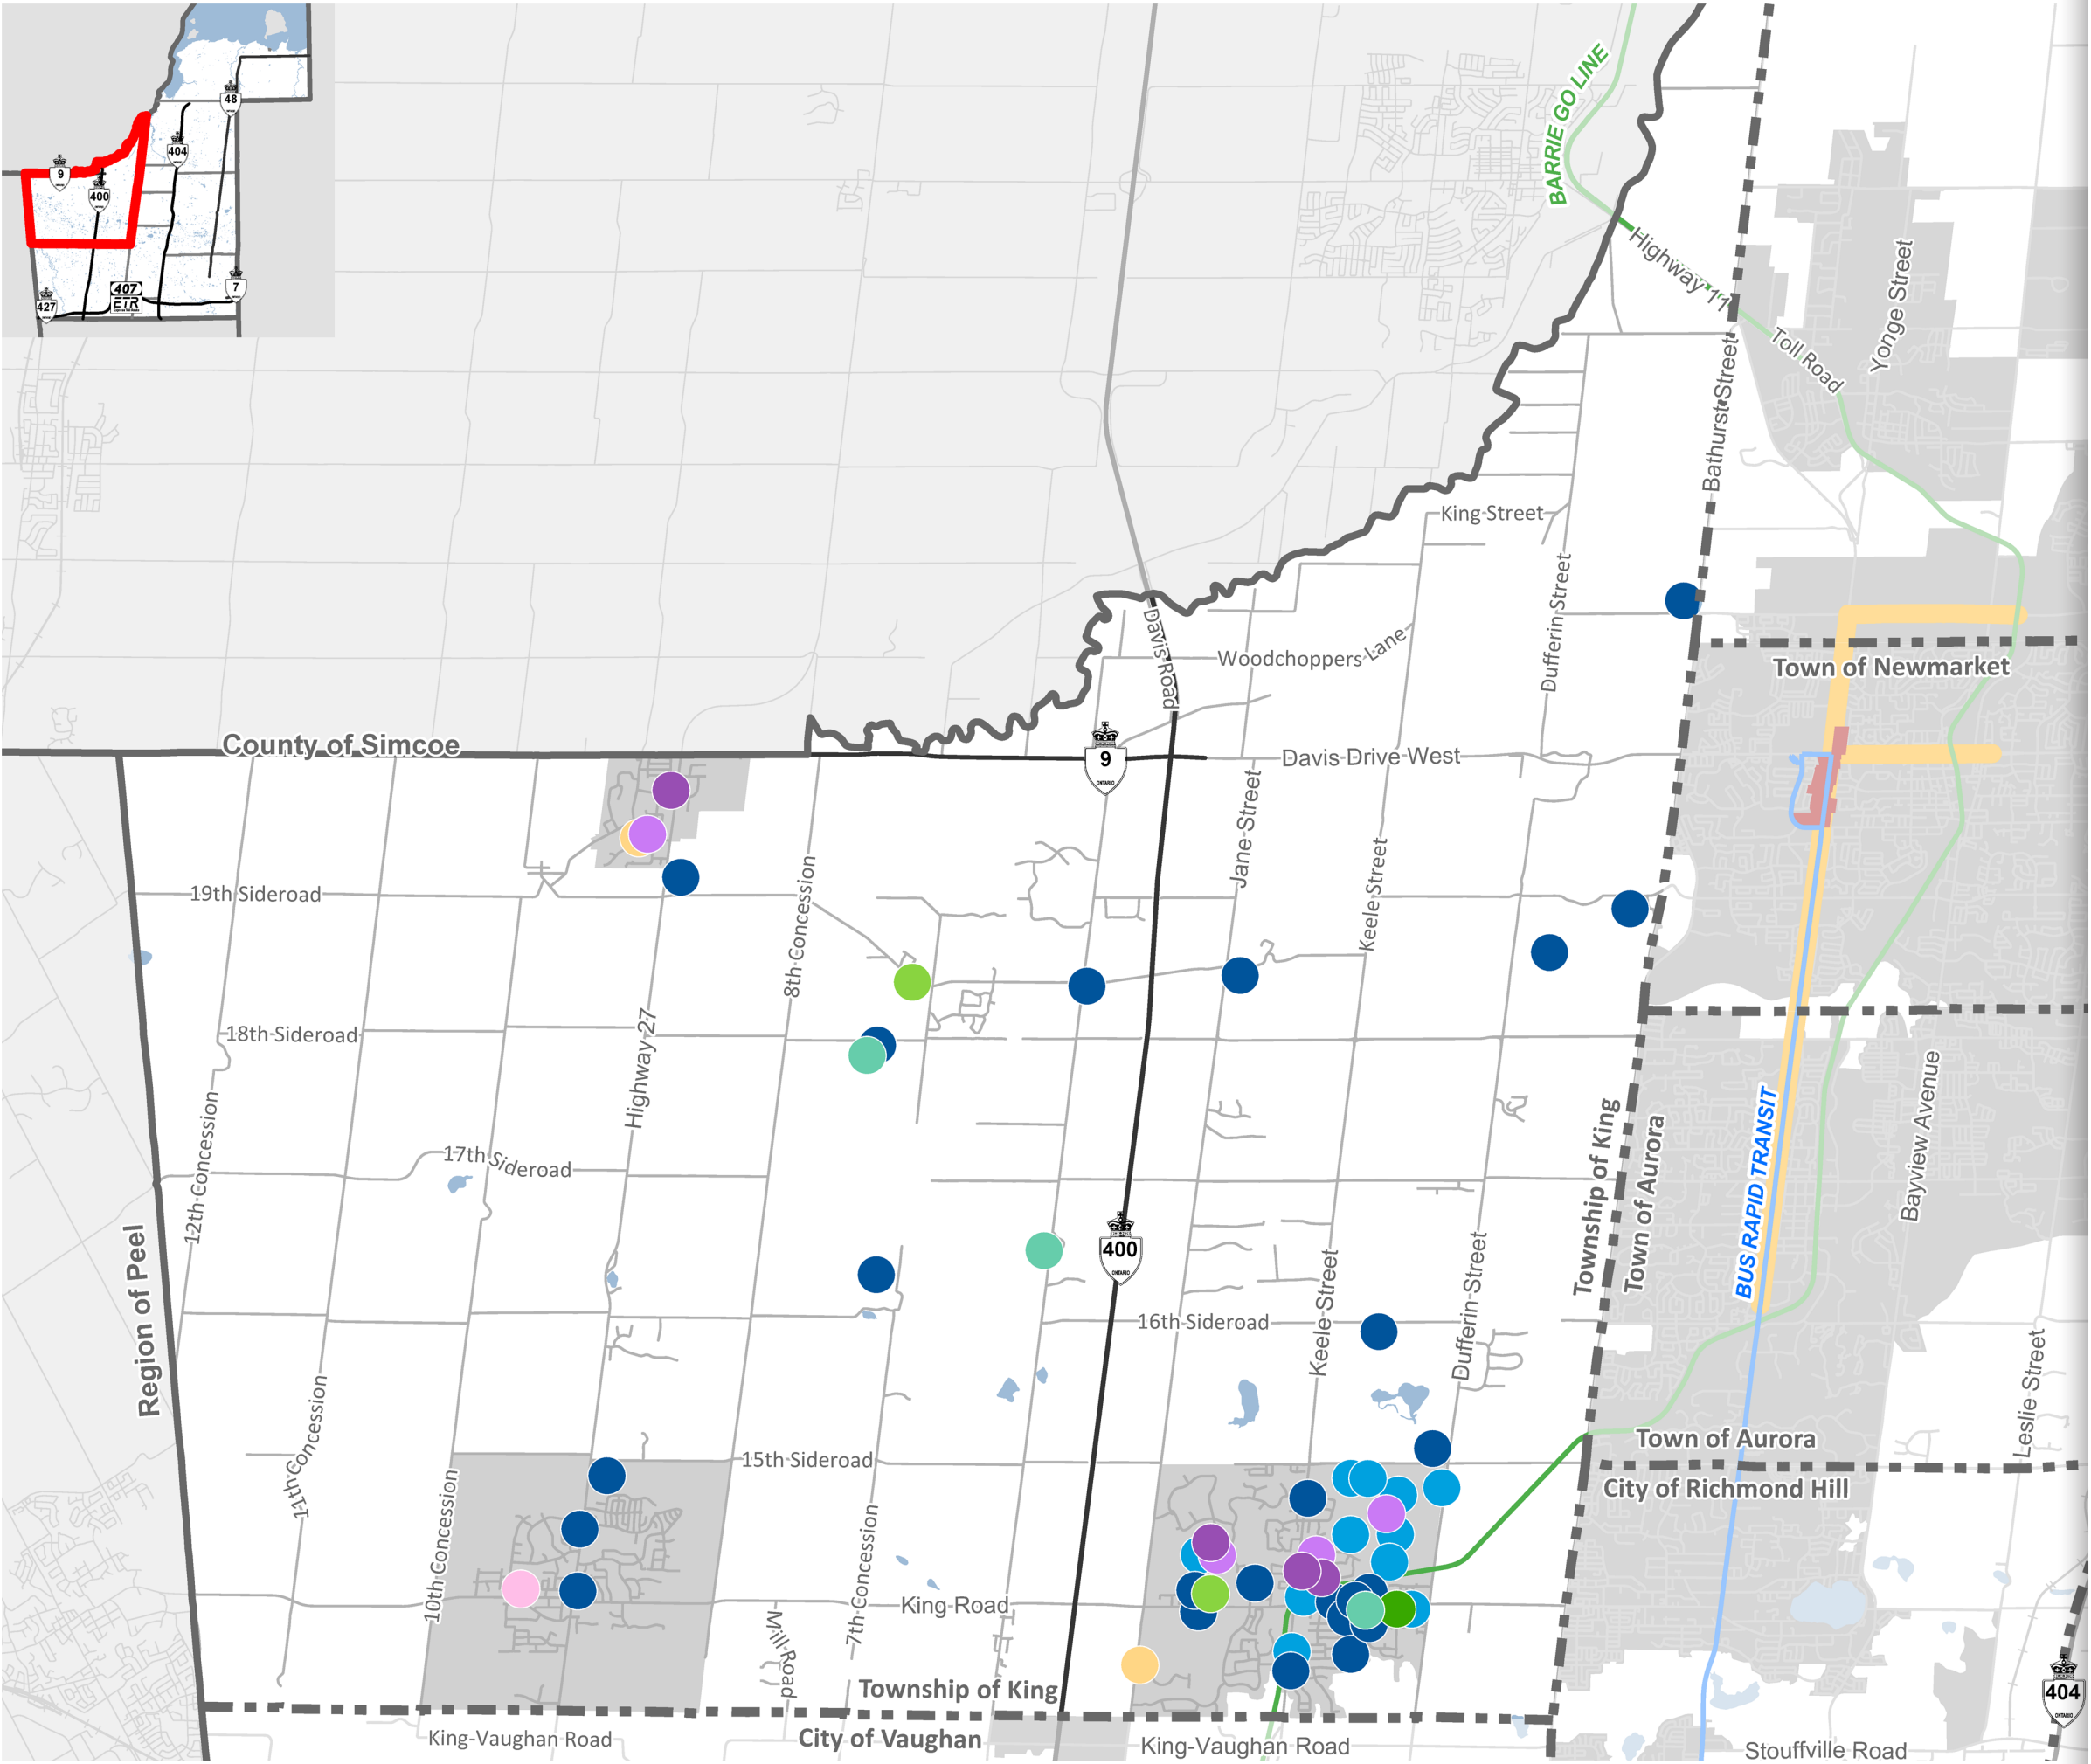 48
404
9
400
407
ETR
7
427
BARRIE GO LINE
Highway 11
Toll Road
Yonge Street
Bathurst Street
King Street
Dufferin Street
Davis Road
Woodchoppers Lane
Town of Newmarket
County of Simcoe
9
ONTARIO
Davis Drive West
Jane Street
Keele Street
19th Sideroad
8th Concession
18th Sideroad
Highway 27
12th Concession
17th Sideroad
Township of King
Town of Aurora
BUS RAPID TRANSIT
Bayview Avenue
Region of Peel
400
ONTARIO
16th Sideroad
Keele Street
Dufferin Street
Leslie Street
11th Concession
15th Sideroad
Town of Aurora
City of Richmond Hill
10th Concession
7th Concession
King Road
Mill Road
Township of King
City of Vaughan
King-Vaughan Road
King-Vaughan Road
404
ONTARIO
Stouffville Road